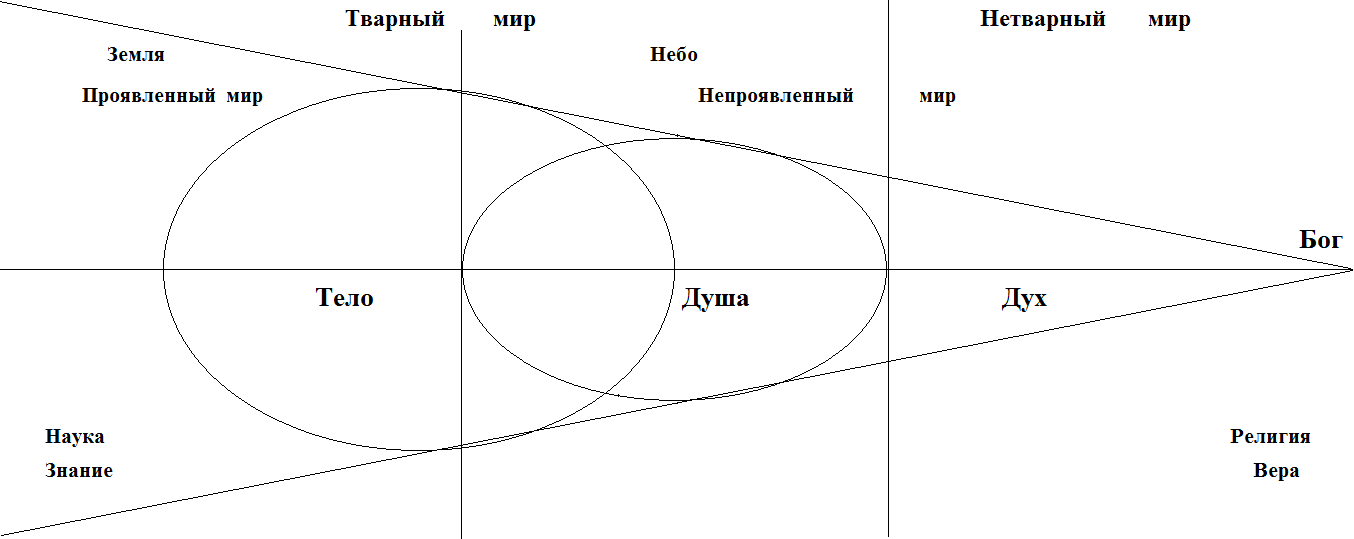 Тварный мир
Нетварный мир
Земля
Небо
Проявленный мир
Непроявленный мир
Бог
Тело
Душа
Дух
Наука
Знание
Религия
Вера